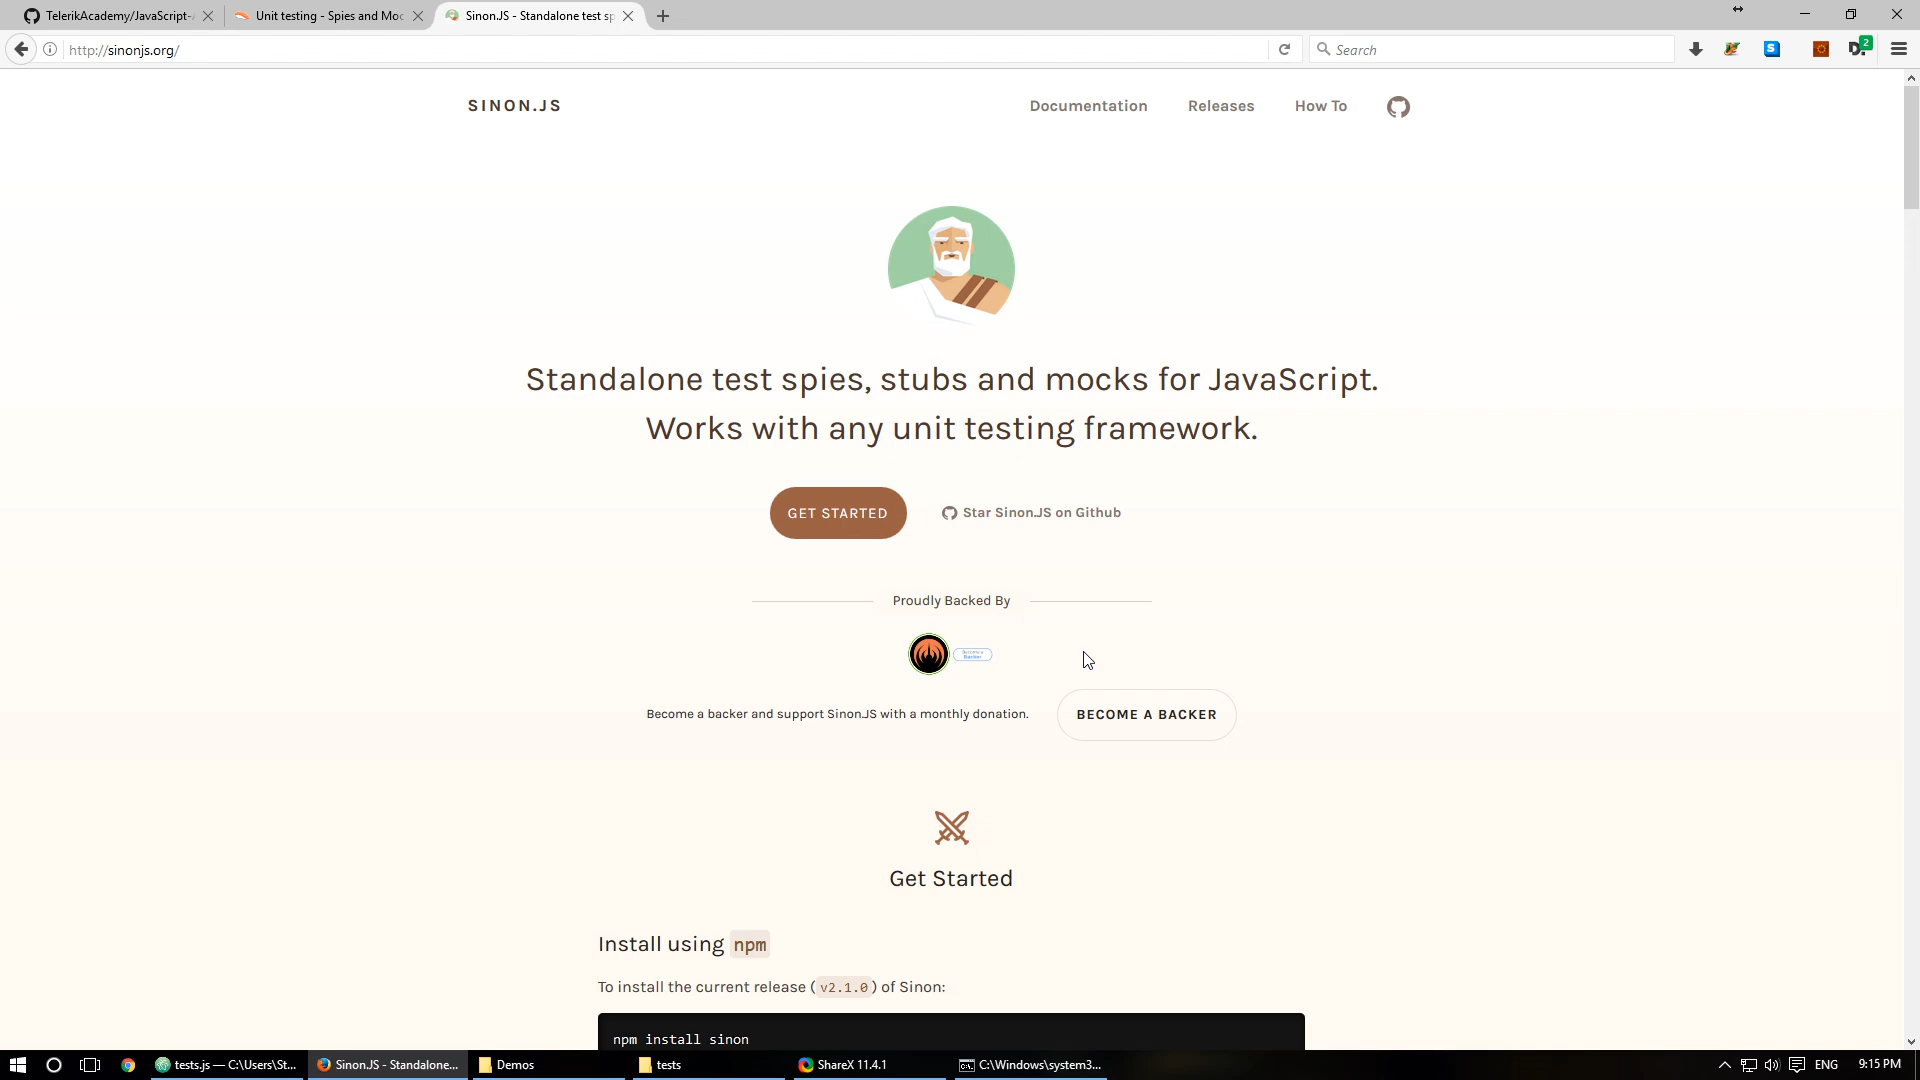 TelerikAcademy/JavaScript-
Unit testing - Spies and Moc
Sinon.JS - Standalone test sp
http://sinonjs.org/
Search
2
SINON.JS
Documentation
Releases
How To
Standalone test spies, stubs and mocks for JavaScript.
Works with any unit testing framework.
GET STARTED
Star Sinon.JS on Github
Proudly Backed By
Become a
Backer
Become a backer and support Sinon.JS with a monthly donation.
BECOME A BACKER
Get Started
Install using npm
To install the current release (v2.1.0) of Sinon:
npm install sinon
tests.js — C:\Users\St...
Sinon.JS - Standalone...
Demos
tests
ShareX 11.4.1
C:\Windows\system3...
ENG
9:15 PM